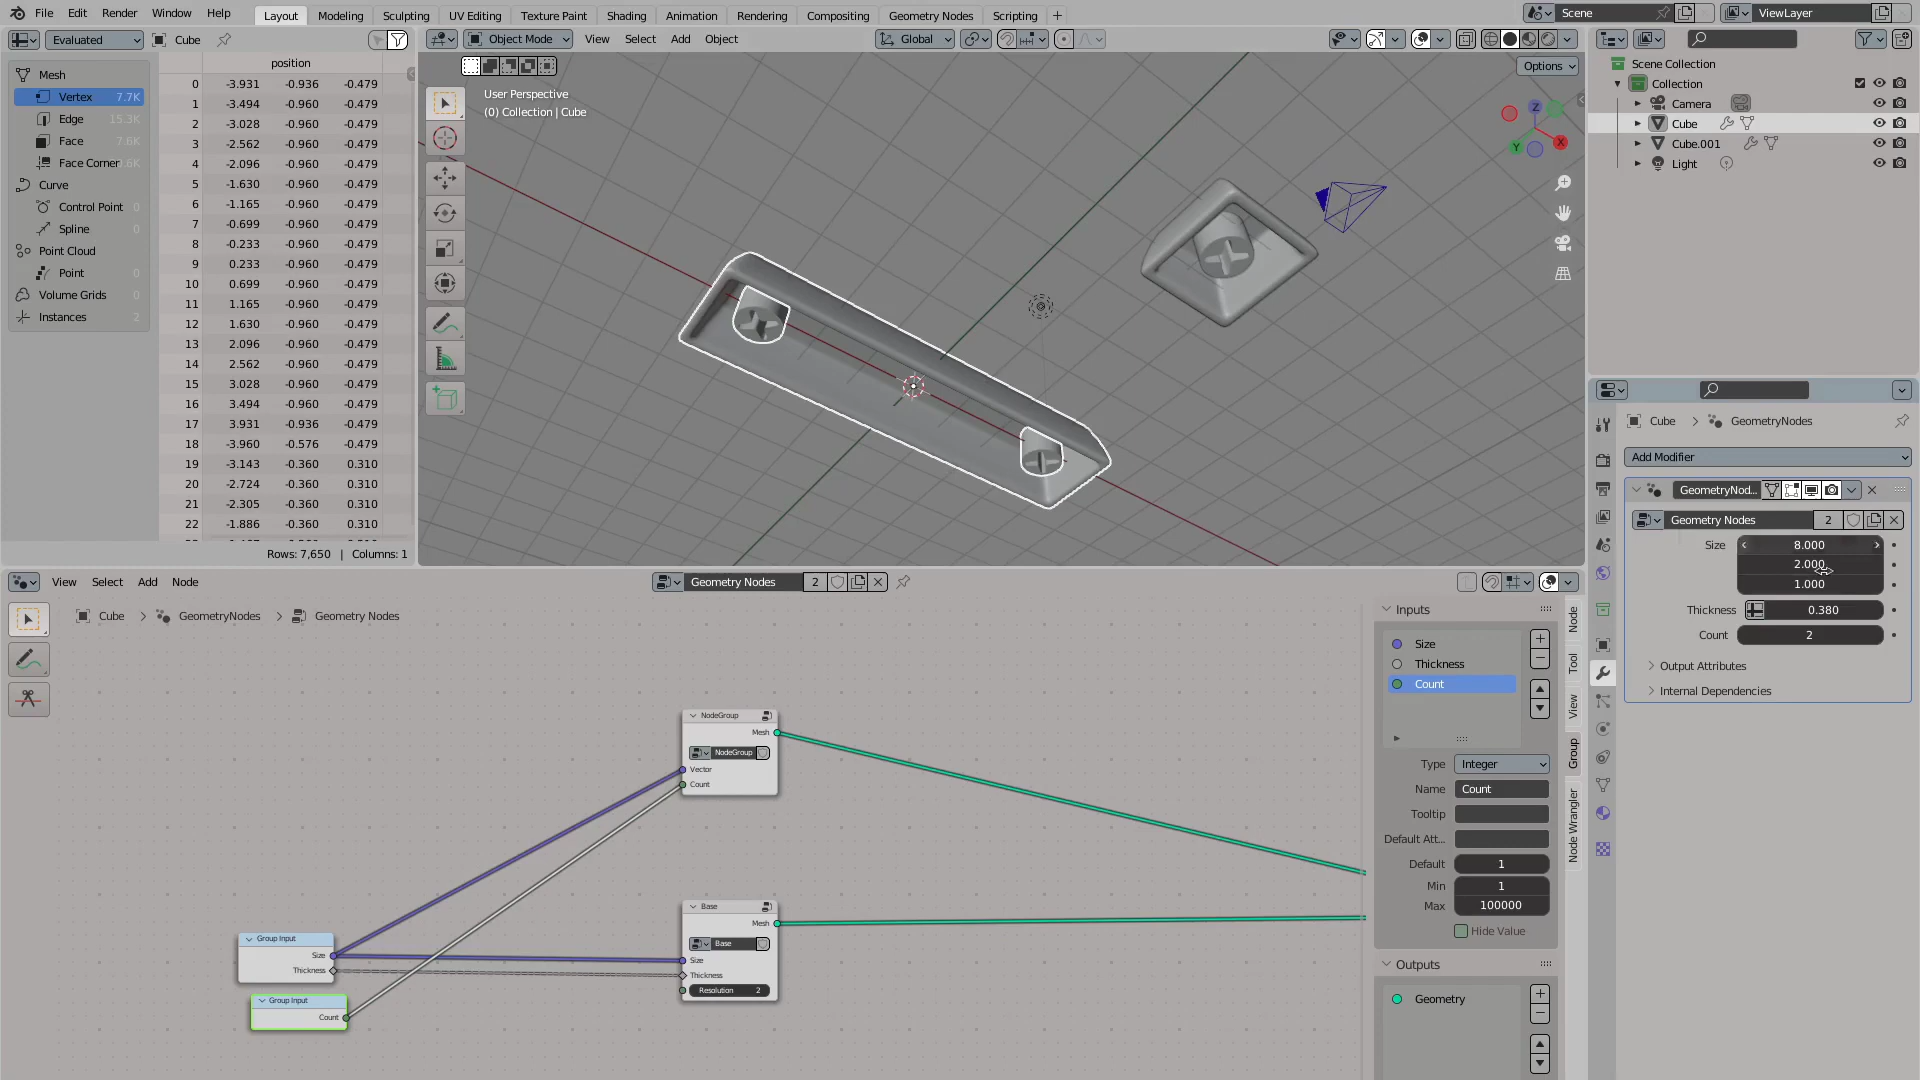 File Edit Render Window Help Layout Modeling Sculpting UV Editing Texture Paint Shading Animation Rendering Compositing Geometry Nodes Scripting + Scene ViewLayer
Evaluated Cube
position
Mesh
Vertex 7.7K
Edge 15.3K
Face 7.6K
Face Corner
Curve
Control Point 0
Spline 0
Point Cloud
Point 0
Volume Grids 0
Instances 2
0 -3.931 -0.936 -0.479
1 -3.494 -0.960 -0.479
2 -3.028 -0.960 -0.479
3 -2.562 -0.960 -0.479
4 -2.096 -0.960 -0.479
5 -1.630 -0.960 -0.479
6 -1.165 -0.960 -0.479
7 -0.699 -0.960 -0.479
8 -0.233 -0.960 -0.479
9 0.233 -0.960 -0.479
10 0.699 -0.960 -0.479
11 1.165 -0.960 -0.479
12 1.630 -0.960 -0.479
13 2.096 -0.960 -0.479
14 2.562 -0.960 -0.479
15 3.028 -0.960 -0.479
16 3.494 -0.960 -0.479
17 3.931 -0.936 -0.479
18 -3.960 -0.576 -0.479
19 -3.143 -0.360 0.310
20 -2.724 -0.360 0.310
21 -2.305 -0.360 0.310
22 -1.886 -0.360 0.310
Rows: 7,650 | Columns: 1
Object Mode View Select Add Object Global
Options
User Perspective
(0) Collection | Cube
Z
X
Y
Scene Collection
Collection
Camera
Cube
Cube.001
Light
Cube > GeometryNodes
Add Modifier
GeometryNod...
Geometry Nodes 2
Size 8.000
2.000
1.000
Thickness 0.380
Count 2
Output Attributes
Internal Dependencies
View Select Add Node Geometry Nodes 2
Cube > GeometryNodes > Geometry Nodes
NodeGroup
Mesh
NodeGroup
Vector
Count
Base
Mesh
Base
Size
Thickness
Resolution 2
Group Input
Size
Thickness
Group Input
Count
Inputs
Size
Thickness
Count
Type Integer
Name Count
Tooltip
Default Att...
Default 1
Min 1
Max 100000
Hide Value
Outputs
Geometry
Node
Tool
View
Group
Node Wrangler